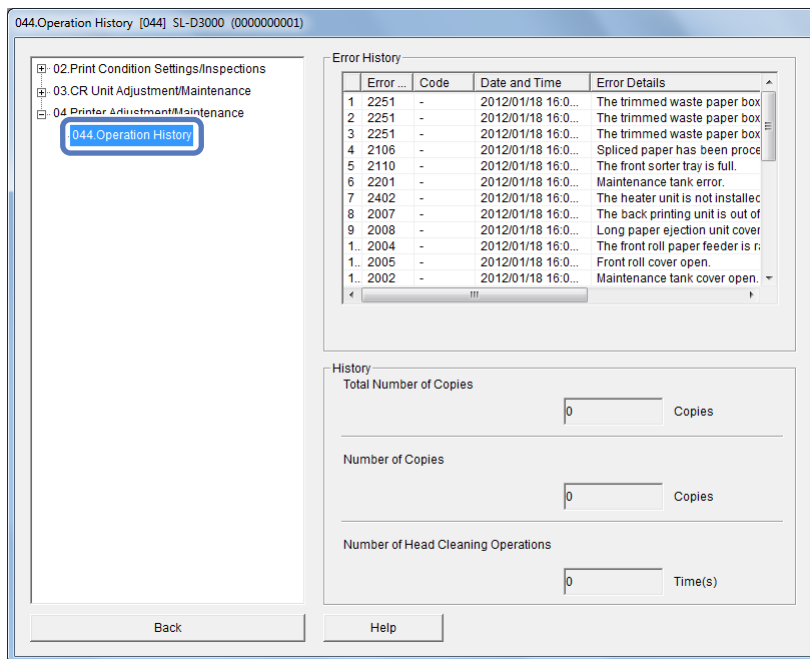 044.Operation History [044] SL-D3000 (0000000001)
02.Print Condition Settings/Inspections
03.CR Unit Adjustment/Maintenance
04.Printer Adjustment/Maintenance
044.Operation History
Error History
Error ... Code Date and Time Error Details
1 2251 - 2012/01/18 16:0... The trimmed waste paper box
2 2251 - 2012/01/18 16:0... The trimmed waste paper box
3 2251 - 2012/01/18 16:0... The trimmed waste paper box
4 2106 - 2012/01/18 16:0... Spliced paper has been proce
5 2110 - 2012/01/18 16:0... The front sorter tray is full.
6 2201 - 2012/01/18 16:0... Maintenance tank error.
7 2402 - 2012/01/18 16:0... The heater unit is not installec
8 2007 - 2012/01/18 16:0... The back printing unit is out of
9 2008 - 2012/01/18 16:0... Long paper ejection unit cover
1.. 2004 - 2012/01/18 16:0... The front roll paper feeder is ra
1.. 2005 - 2012/01/18 16:0... Front roll cover open.
1.. 2002 - 2012/01/18 16:0... Maintenance tank cover open.
History
Total Number of Copies
0 Copies
Number of Copies
0 Copies
Number of Head Cleaning Operations
0 Time(s)
Back Help